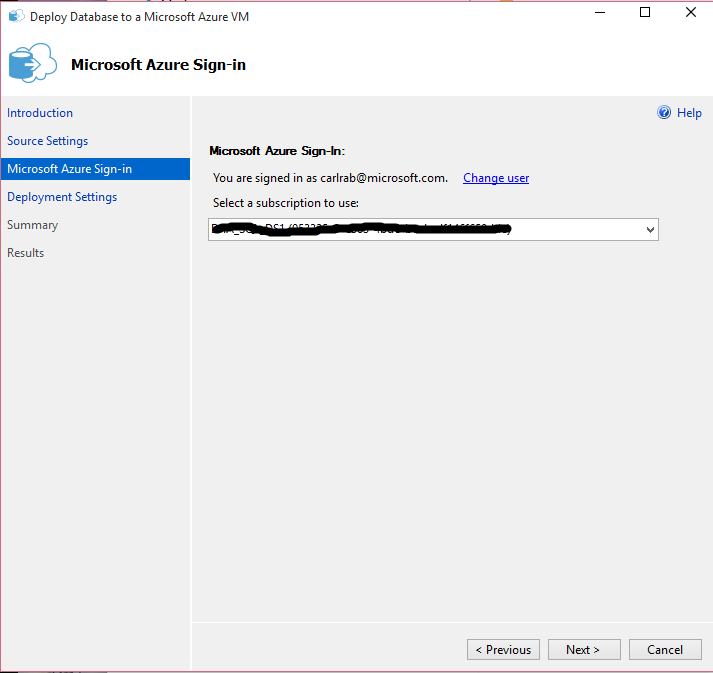 Deploy Database to a Microsoft Azure VM
Microsoft Azure Sign-in
Introduction
Source Settings
Microsoft Azure Sign-in
Deployment Settings
Summary
Results
Help
Microsoft Azure Sign-In:
You are signed in as carlrab@microsoft.com. Change user
Select a subscription to use:
< Previous
Next >
Cancel